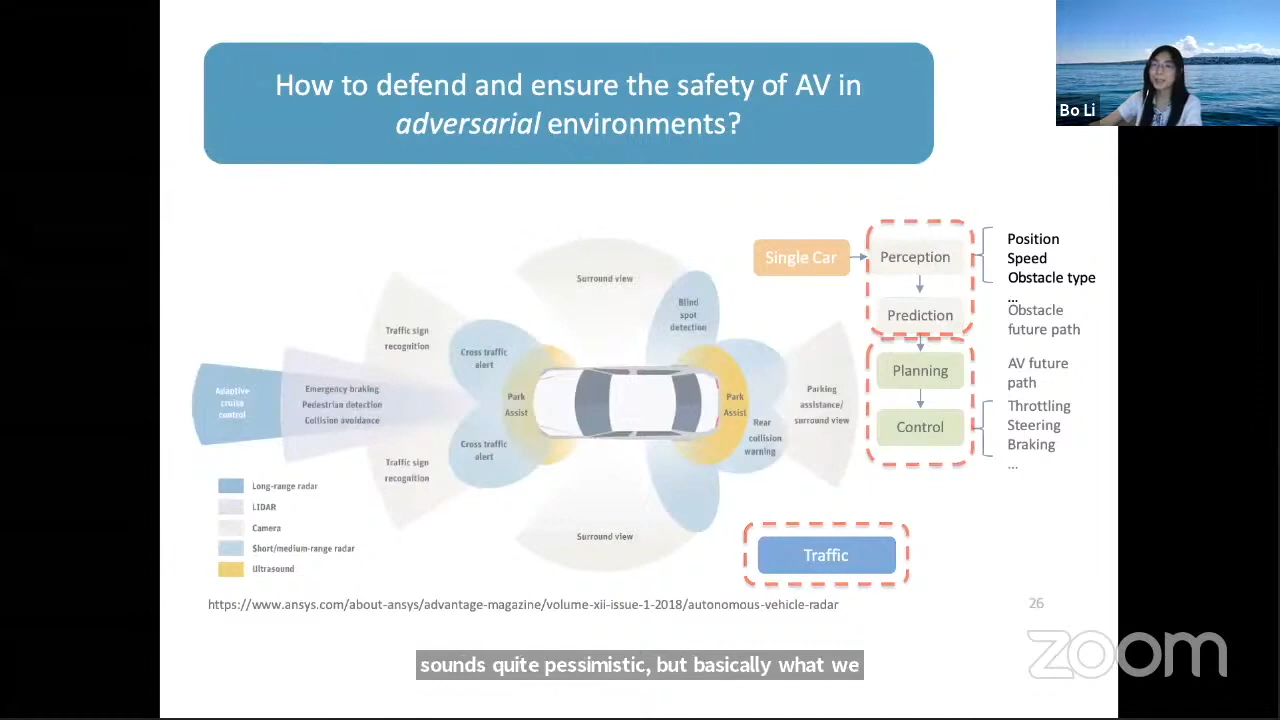 How to defend and ensure the safety of AV in
adversarial environments?
Bo Li
Single Car
Perception
Prediction
Planning
Control
Position
Speed
Obstacle type
...
Obstacle
future path
AV future
path
Throttling
Steering
Braking
...
Surround view
Blind
spot
detection
Traffic sign
recognition
Cross traffic
alert
Adaptive
cruise
control
Emergency braking
Pedestrian detection
Collision avoidance
Park
Assist
Park
Assist
Parking
assistance/
surround view
Rear
collision
warning
Cross traffic
alert
Traffic sign
recognition
Surround view
Long-range radar
LIDAR
Camera
Short/medium-range radar
Ultrasound
Traffic
https://www.ansys.com/about-ansys/advantage-magazine/volume-xii-issue-1-2018/autonomous-vehicle-radar
26
sounds quite pessimistic, but basically what we
zoom